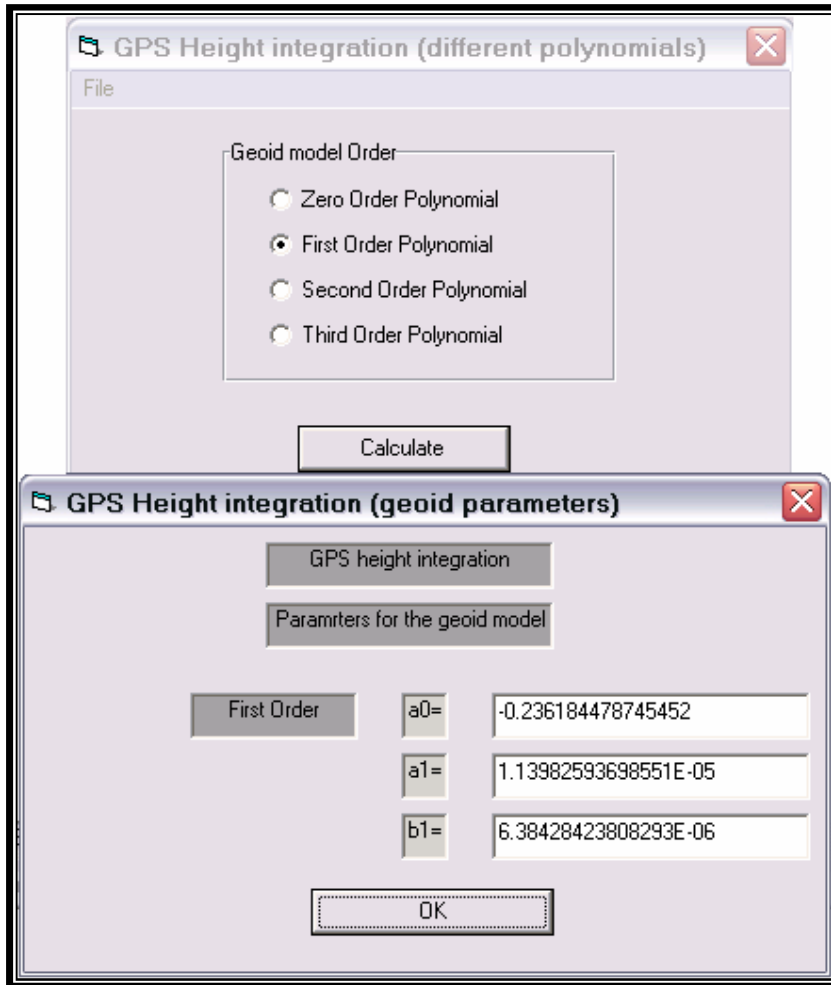 GPS Height integration (different polynomials)
File
Geoid model Order
Zero Order Polynomial
First Order Polynomial
Second Order Polynomial
Third Order Polynomial
Calculate
GPS Height integration (geoid parameters)
GPS height integration
Paramrters for the geoid model
First Order
a0=
-0.236184478745452
a1=
1.13982593698551E-05
b1=
6.38428423808293E-06
OK